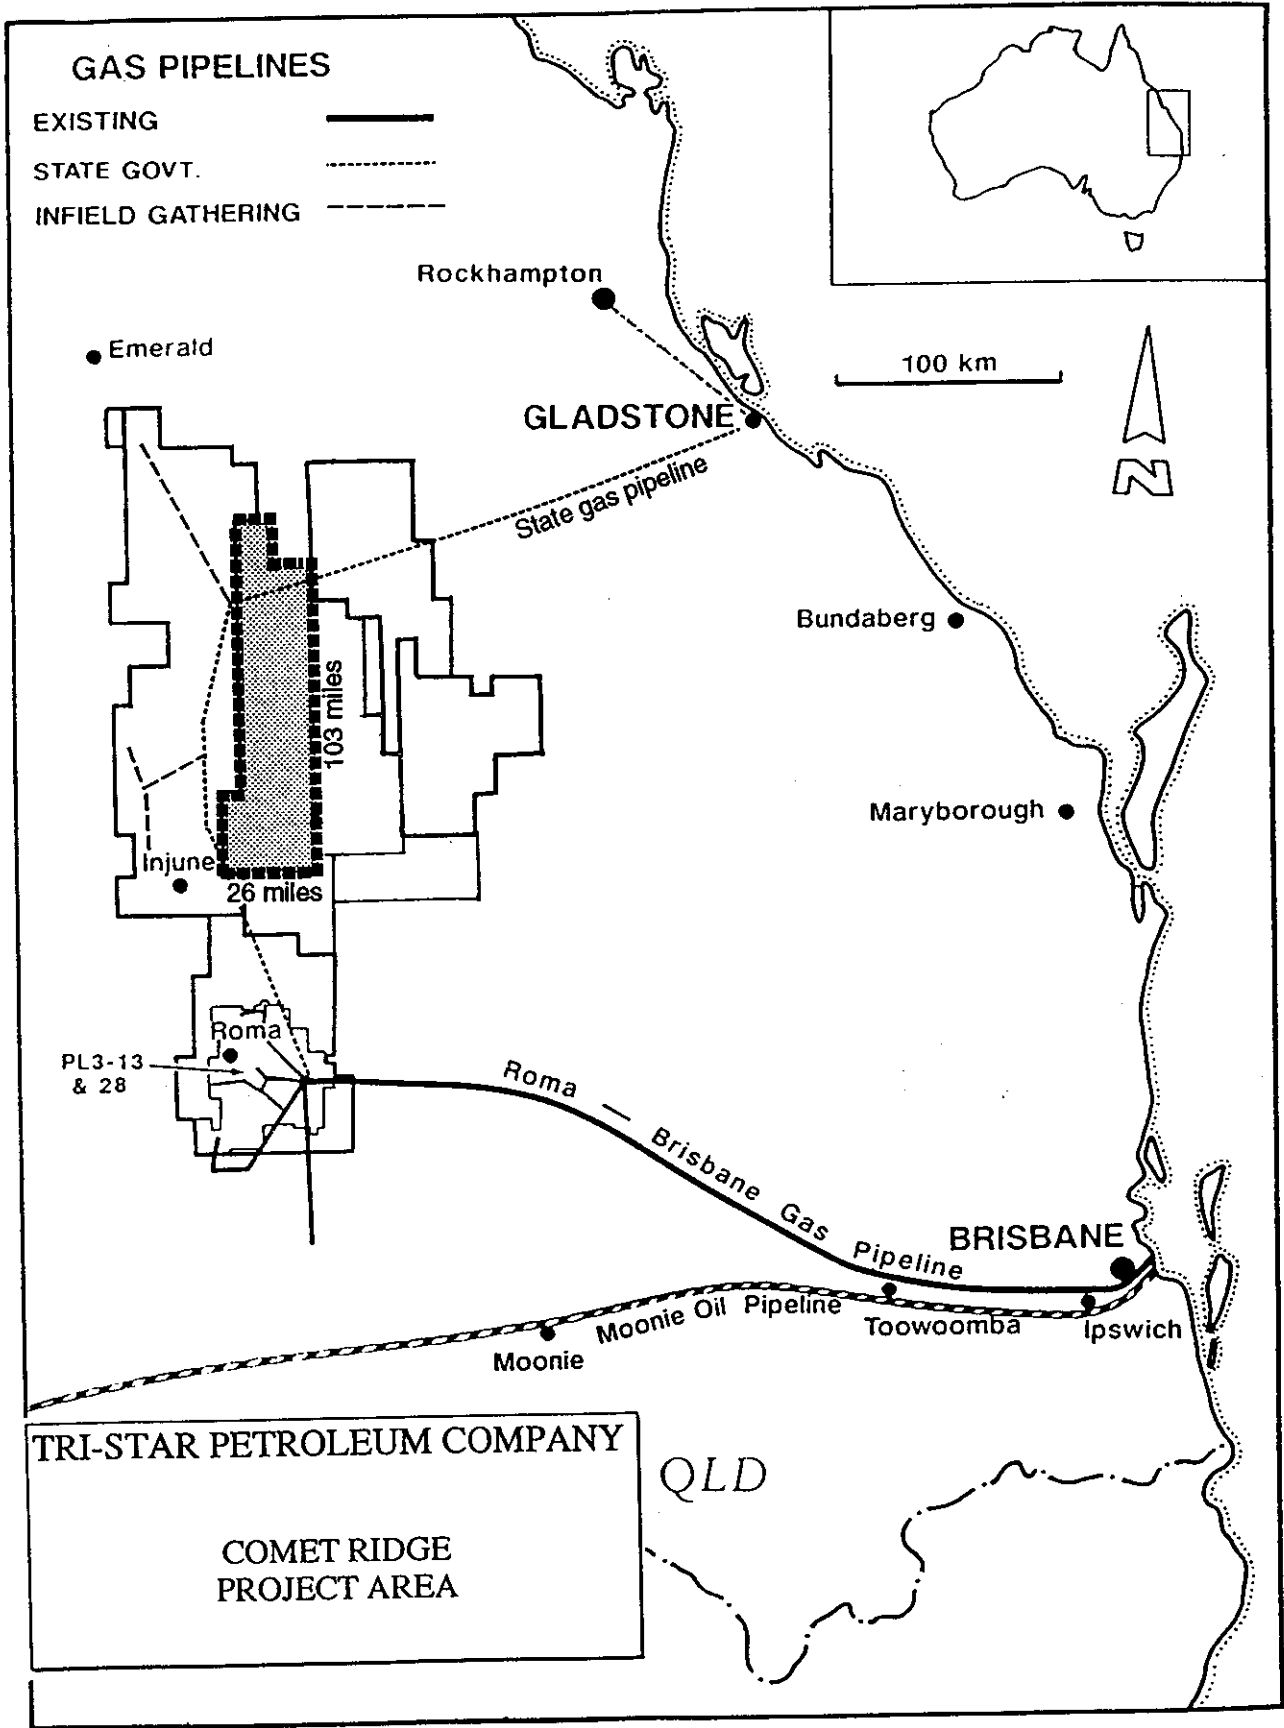 GAS PIPELINES
EXISTING
STATE GOVT.
INFIELD GATHERING
Rockhampton
Emerald
100 km
GLADSTONE
N
State gas pipeline
Bundaberg
103 miles
Maryborough
Injune
26 miles
Roma
PL3-13
& 28
Roma — Brisbane Gas Pipeline
BRISBANE
Moonie Oil Pipeline
Toowoomba
Ipswich
Moonie
TRI-STAR PETROLEUM COMPANY
QLD
COMET RIDGE
PROJECT AREA